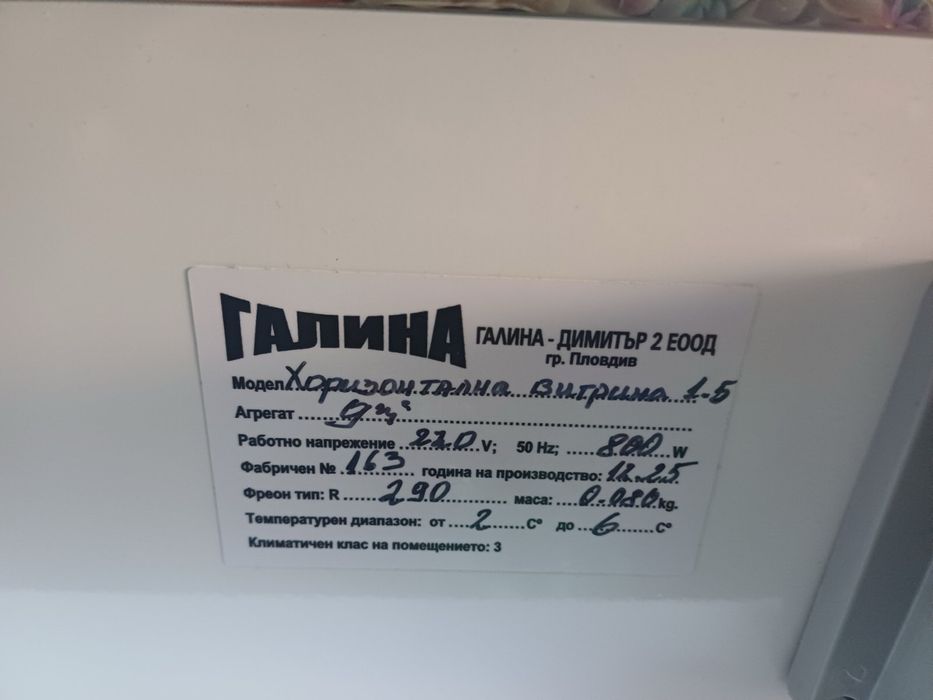 ГАЛИНА
ГАЛИНА - ДИМИТЪР 2 ЕООД
гр. Пловдив
Модел Хоризонтална витрина 1.5
Агрегат
Работно напрежение 220 V; 50 Hz; 800 W
Фабричен № 163 година на производство: 12.25
Фреон тип: R 290 маса: 0.080 kg.
Температурен диапазон: от 2 C° до 6 C°
Климатичен клас на помещението: 3